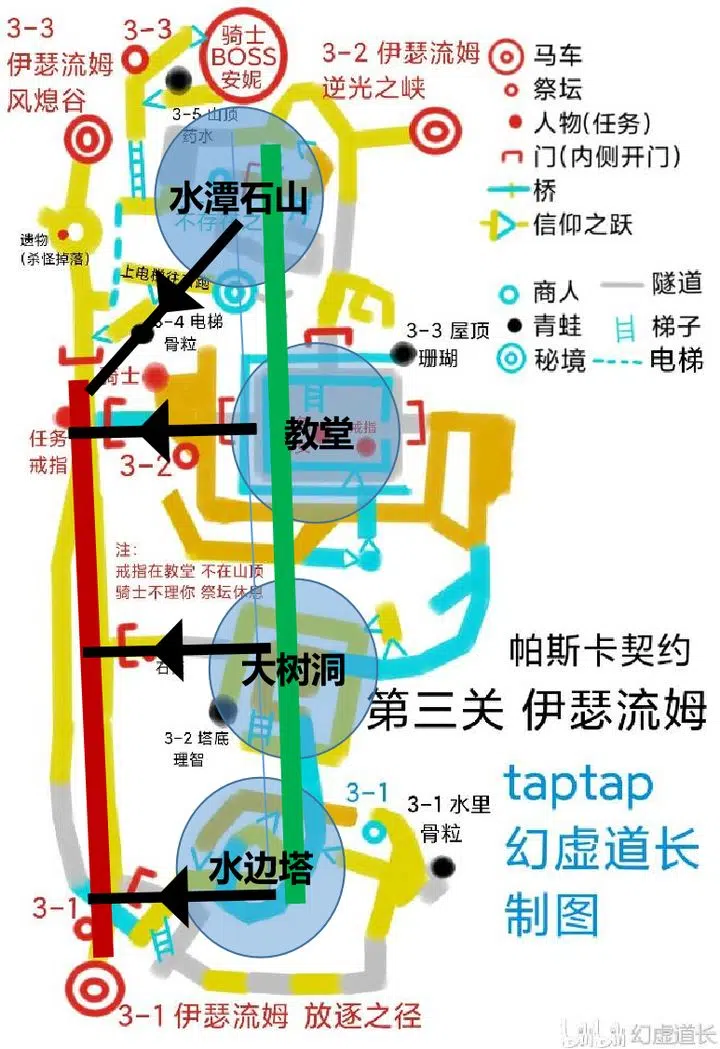 3-3
伊瑟流姆
风熄谷
3-3
骑士
BOSS
安妮
3-2 伊瑟流姆
逆光之峡
马车
祭坛
人物(任务)
门(内侧开门)
桥
信仰之跃
商人
隧道
青蛙
梯子
秘境
电梯
3-5 山顶
药水
水潭石山
遗物
(杀怪掉落)
3-4 电梯
骨粒
3-3 屋顶
珊瑚
骑士
任务
戒指
3-2
教堂
戒指
注:
戒指在教堂 不在山顶
骑士不理你 祭坛休息
大树洞
3-2 塔底
理智
帕斯卡契约
第三关 伊瑟流姆
taptap
幻虚道长
制图
3-1
3-1 水里
骨粒
水边塔
3-1
3-1 伊瑟流姆 放逐之径
bilibili 幻虚道长